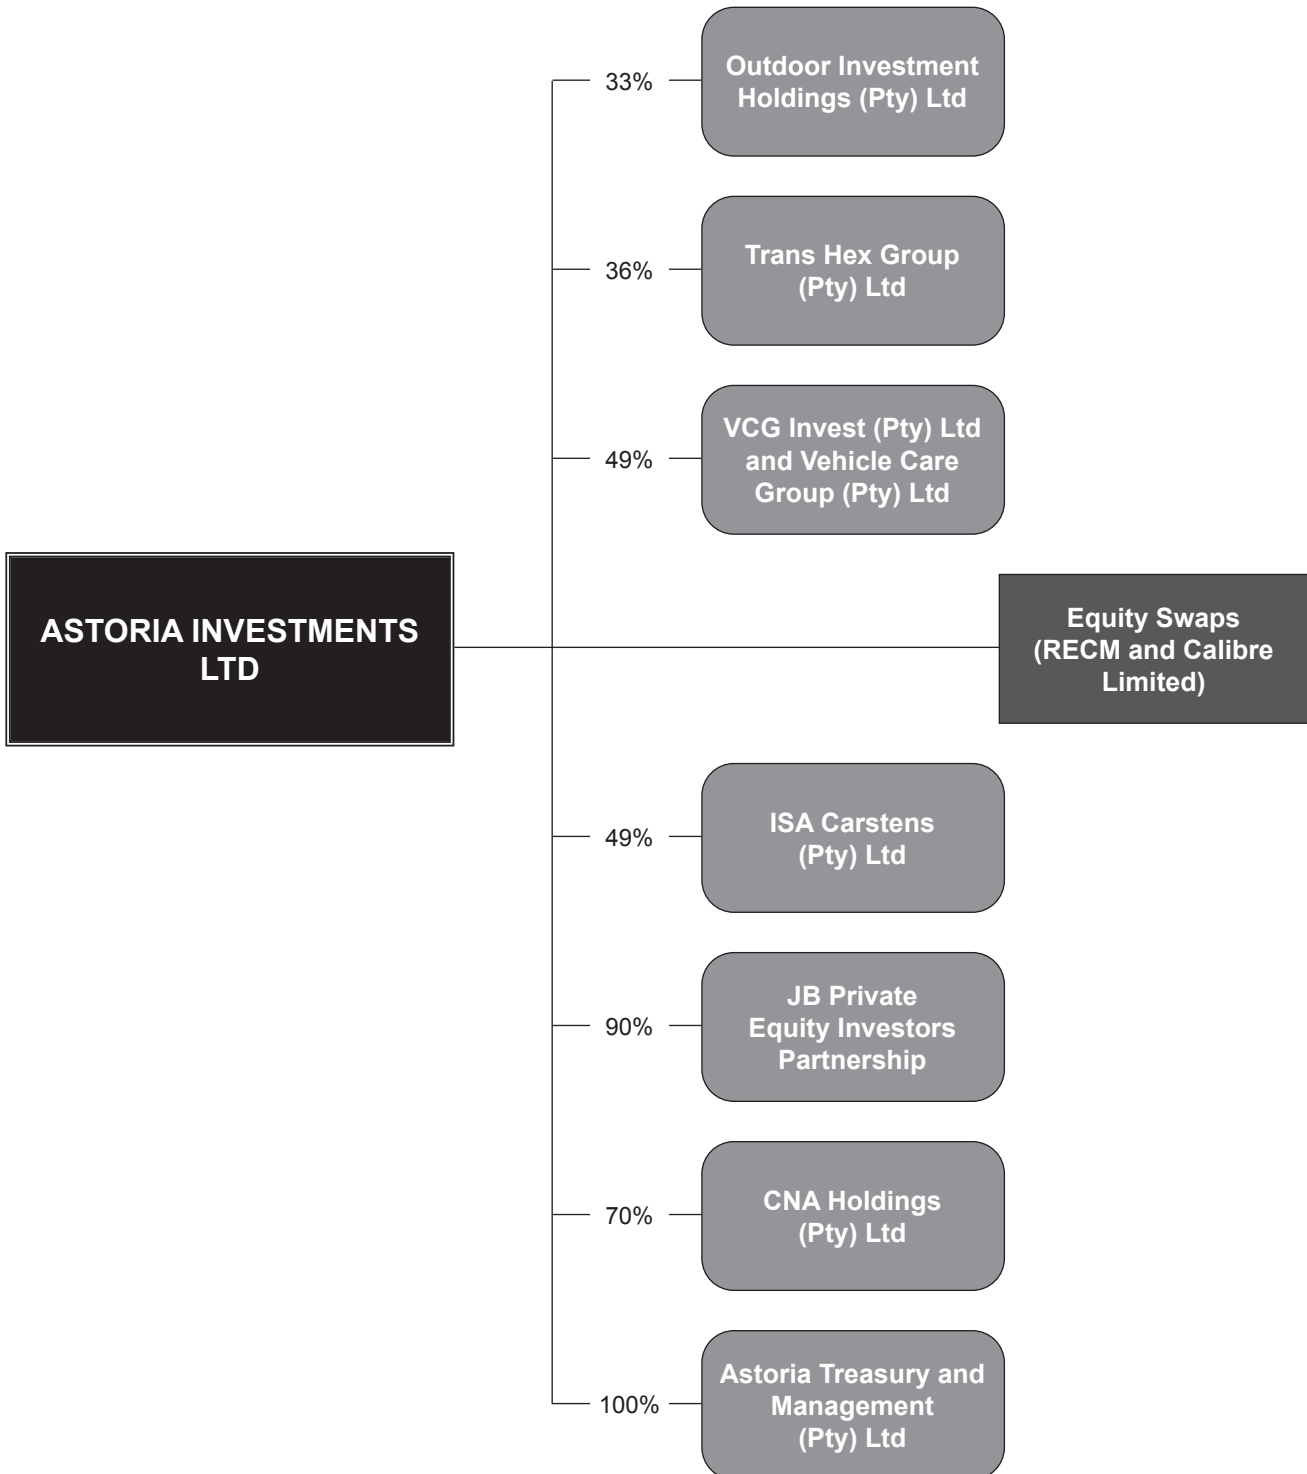 33%
Outdoor Investment
Holdings (Pty) Ltd
36%
Trans Hex Group
(Pty) Ltd
49%
VCG Invest (Pty) Ltd
and Vehicle Care
Group (Pty) Ltd
ASTORIA INVESTMENTS
LTD
Equity Swaps
(RECM and Calibre
Limited)
49%
ISA Carstens
(Pty) Ltd
90%
JB Private
Equity Investors
Partnership
70%
CNA Holdings
(Pty) Ltd
100%
Astoria Treasury and
Management
(Pty) Ltd